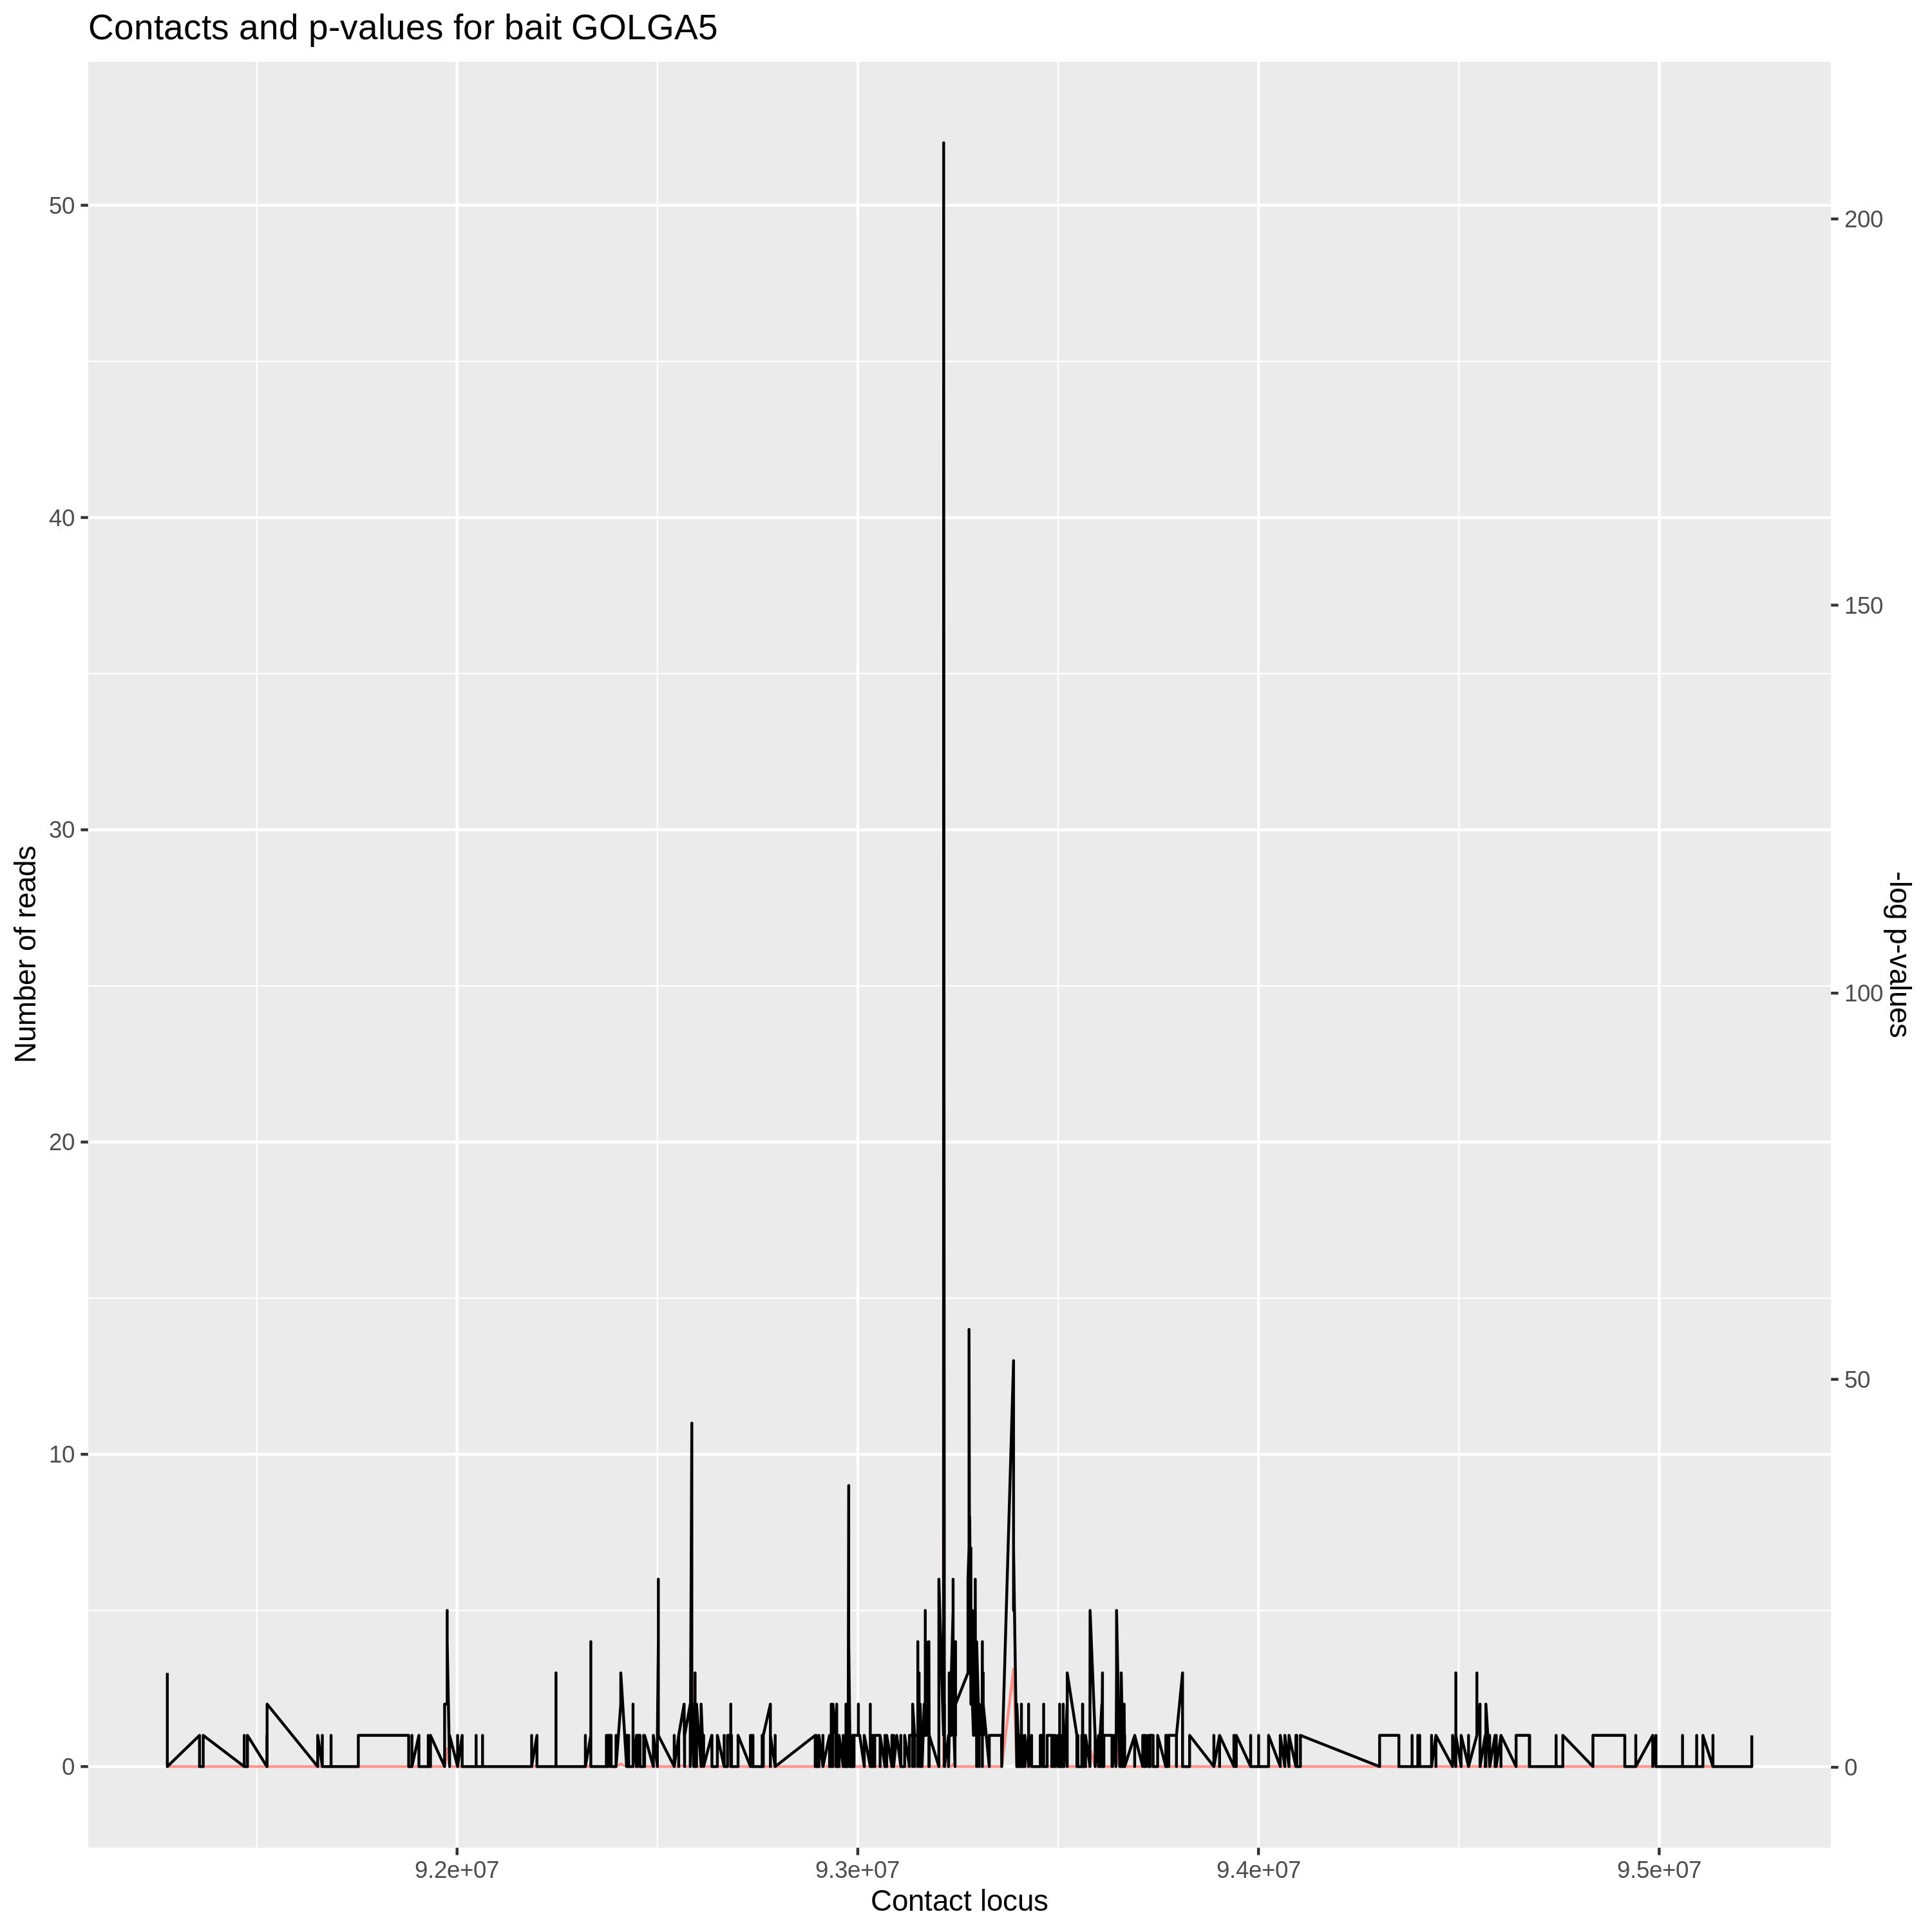 Contacts and p-values for bait GOLGA5
50
40
30
20
10
0
Number of reads
200
150
100
50
0
-log p-values
9.2e+07
9.3e+07
9.4e+07
9.5e+07
Contact locus